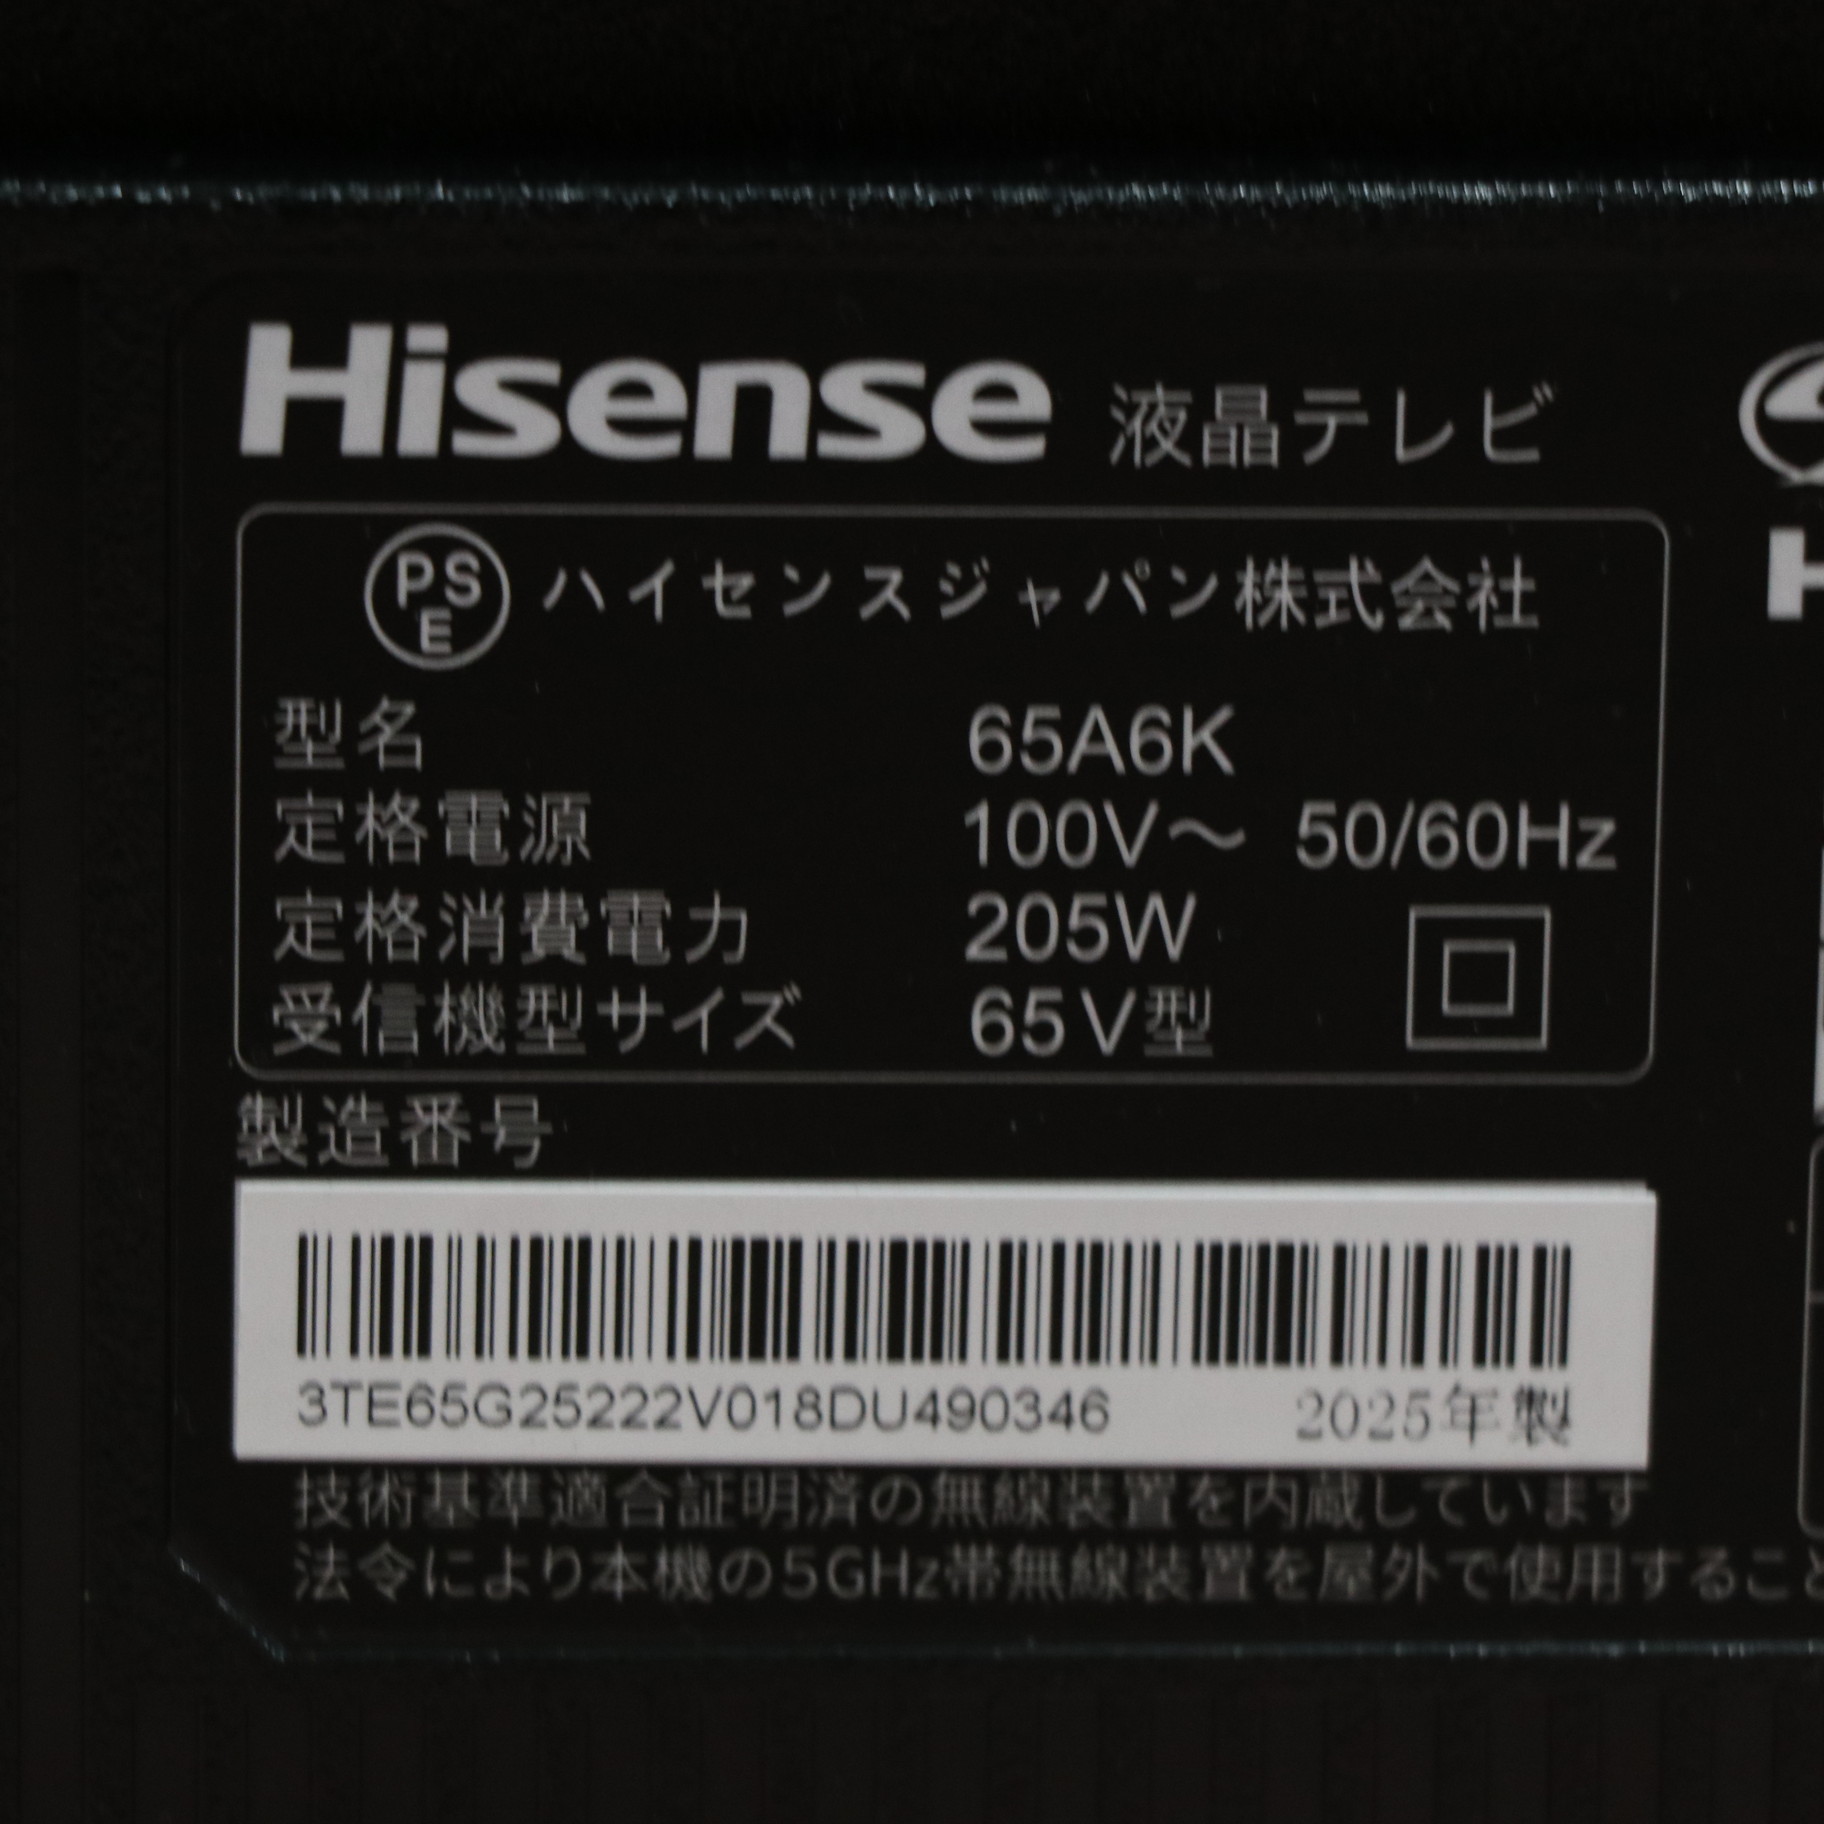 Hisense 液晶テレビ
PSE ハイセンスジャパン株式会社
型名 65A6K
定格電源 100V～ 50/60Hz
定格消費電力 205W
受信機型サイズ 65V型
製造番号
3TE65G25222V018DU490346 2025年製
技術基準適合証明済の無線装置を内蔵しています
法令により本機の5GHz帯無線装置を屋外で使用すること